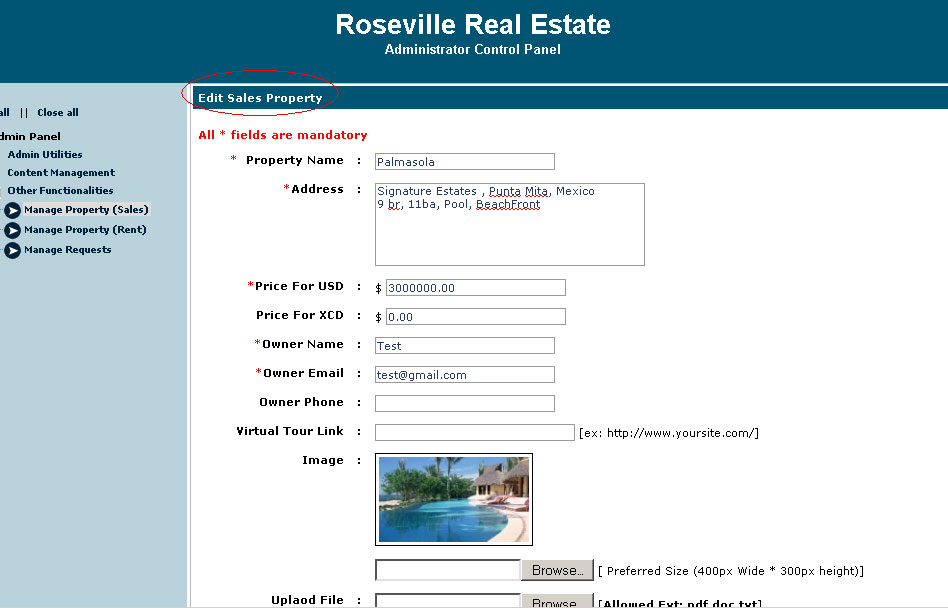 Roseville Real Estate
Administrator Control Panel
all || Close all
dmin Panel
Admin Utilities
Content Management
Other Functionalities
Manage Property (Sales)
Manage Property (Rent)
Manage Requests
Edit Sales Property
All * fields are mandatory
* Property Name : Palmasola
*Address : Signature Estates , Punta Mita, Mexico
9 br, 11ba, Pool, BeachFront
*Price For USD : $ 3000000.00
Price For XCD : $ 0.00
*Owner Name : Test
*Owner Email : test@gmail.com
Owner Phone :
Virtual Tour Link : [ex: http://www.yoursite.com/]
Image :
Browse... [ Preferred Size (400px Wide * 300px height)]
Uplaod File : Browse... [Allowed Ext: pdf,doc,txt]